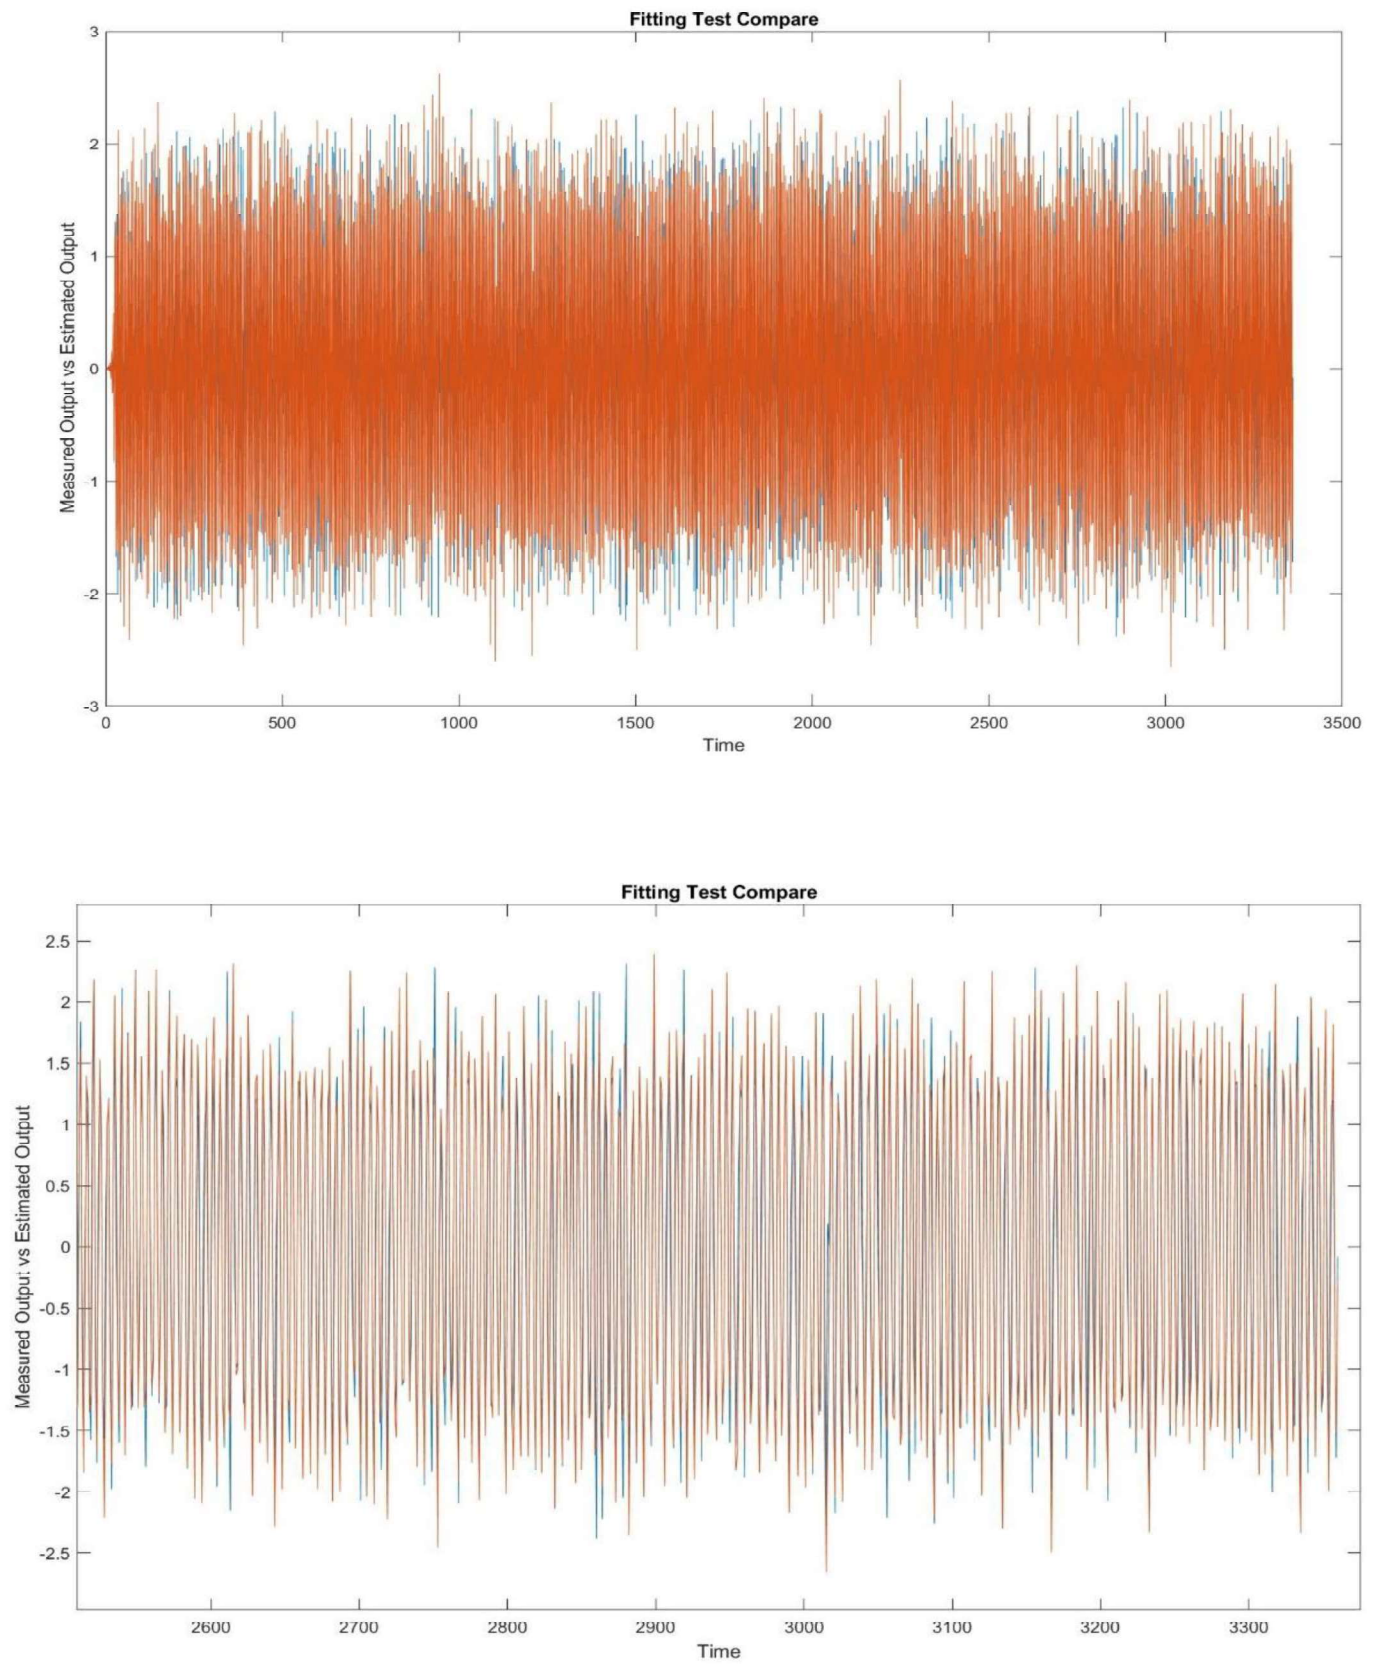 Fitting Test Compare
3
2
1
0
-1
-2
-3
Measured Output vs Estimated Output
0 500 1000 1500 2000 2500 3000 3500
Time
Fitting Test Compare
2.5
2
1.5
1
0.5
0
-0.5
-1
-1.5
-2
-2.5
Measured Output vs Estimated Output
2600 2700 2800 2900 3000 3100 3200 3300
Time